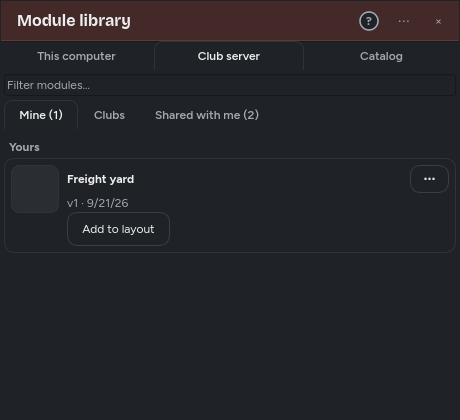 Module library ? ... ×
This computer Club server Catalog
Filter modules...
Mine (1) Clubs Shared with me (2)
Yours
Freight yard ...
v1 · 9/21/26
Add to layout